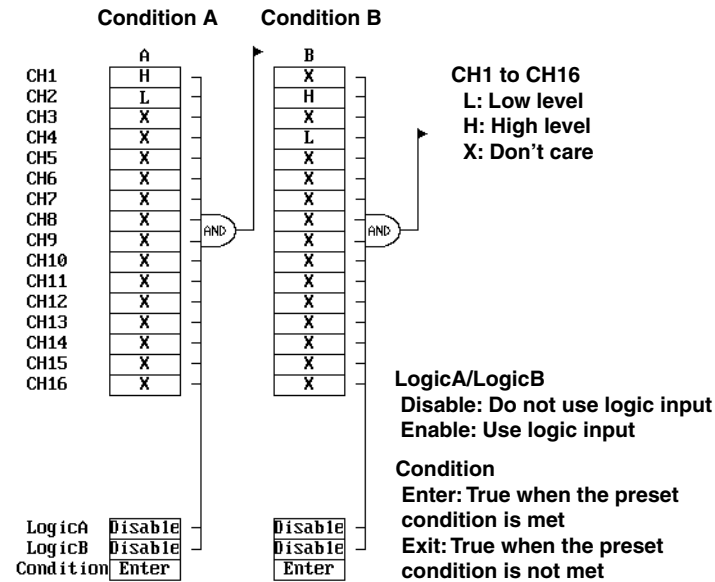 Condition A Condition B
A B
CH1 H X
CH2 L H
CH3 X X
CH4 X L
CH5 X X
CH6 X X
CH7 X X
CH8 X X
CH9 X X
CH10 X X
CH11 X X
CH12 X X
CH13 X X
CH14 X X
CH15 X X
CH16 X X
AND AND
LogicA Disable Disable
LogicB Disable Disable
Condition Enter Enter
CH1 to CH16
L: Low level
H: High level
X: Don’t care
LogicA/LogicB
Disable: Do not use logic input
Enable: Use logic input
Condition
Enter: True when the preset
condition is met
Exit: True when the preset
condition is not met